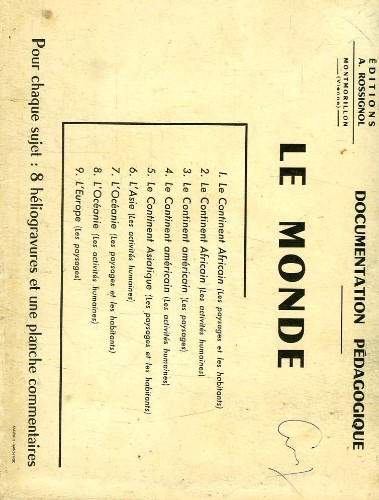 ÉDITIONS
A. ROSSIGNOL
MONTMORILLON
(Vienne)
DOCUMENTATION PÉDAGOGIQUE
LE MONDE
1. Le Continent Africain (Les paysages et les habitants)
2. Le Continent Africain (Les activités humaines)
3. Le Continent américain (Les paysages)
4. Le Continent américain (Les activités humaines)
5. Le Continent Asiatique (Les paysages et les habitants)
6. L'Asie (Les activités humaines)
7. L'Océanie (Les paysages et les habitants)
8. L'Océanie (Les activités humaines)
9. L'Europe (Les paysages)
Pour chaque sujet : 8 héliogravures et une planche commentaires